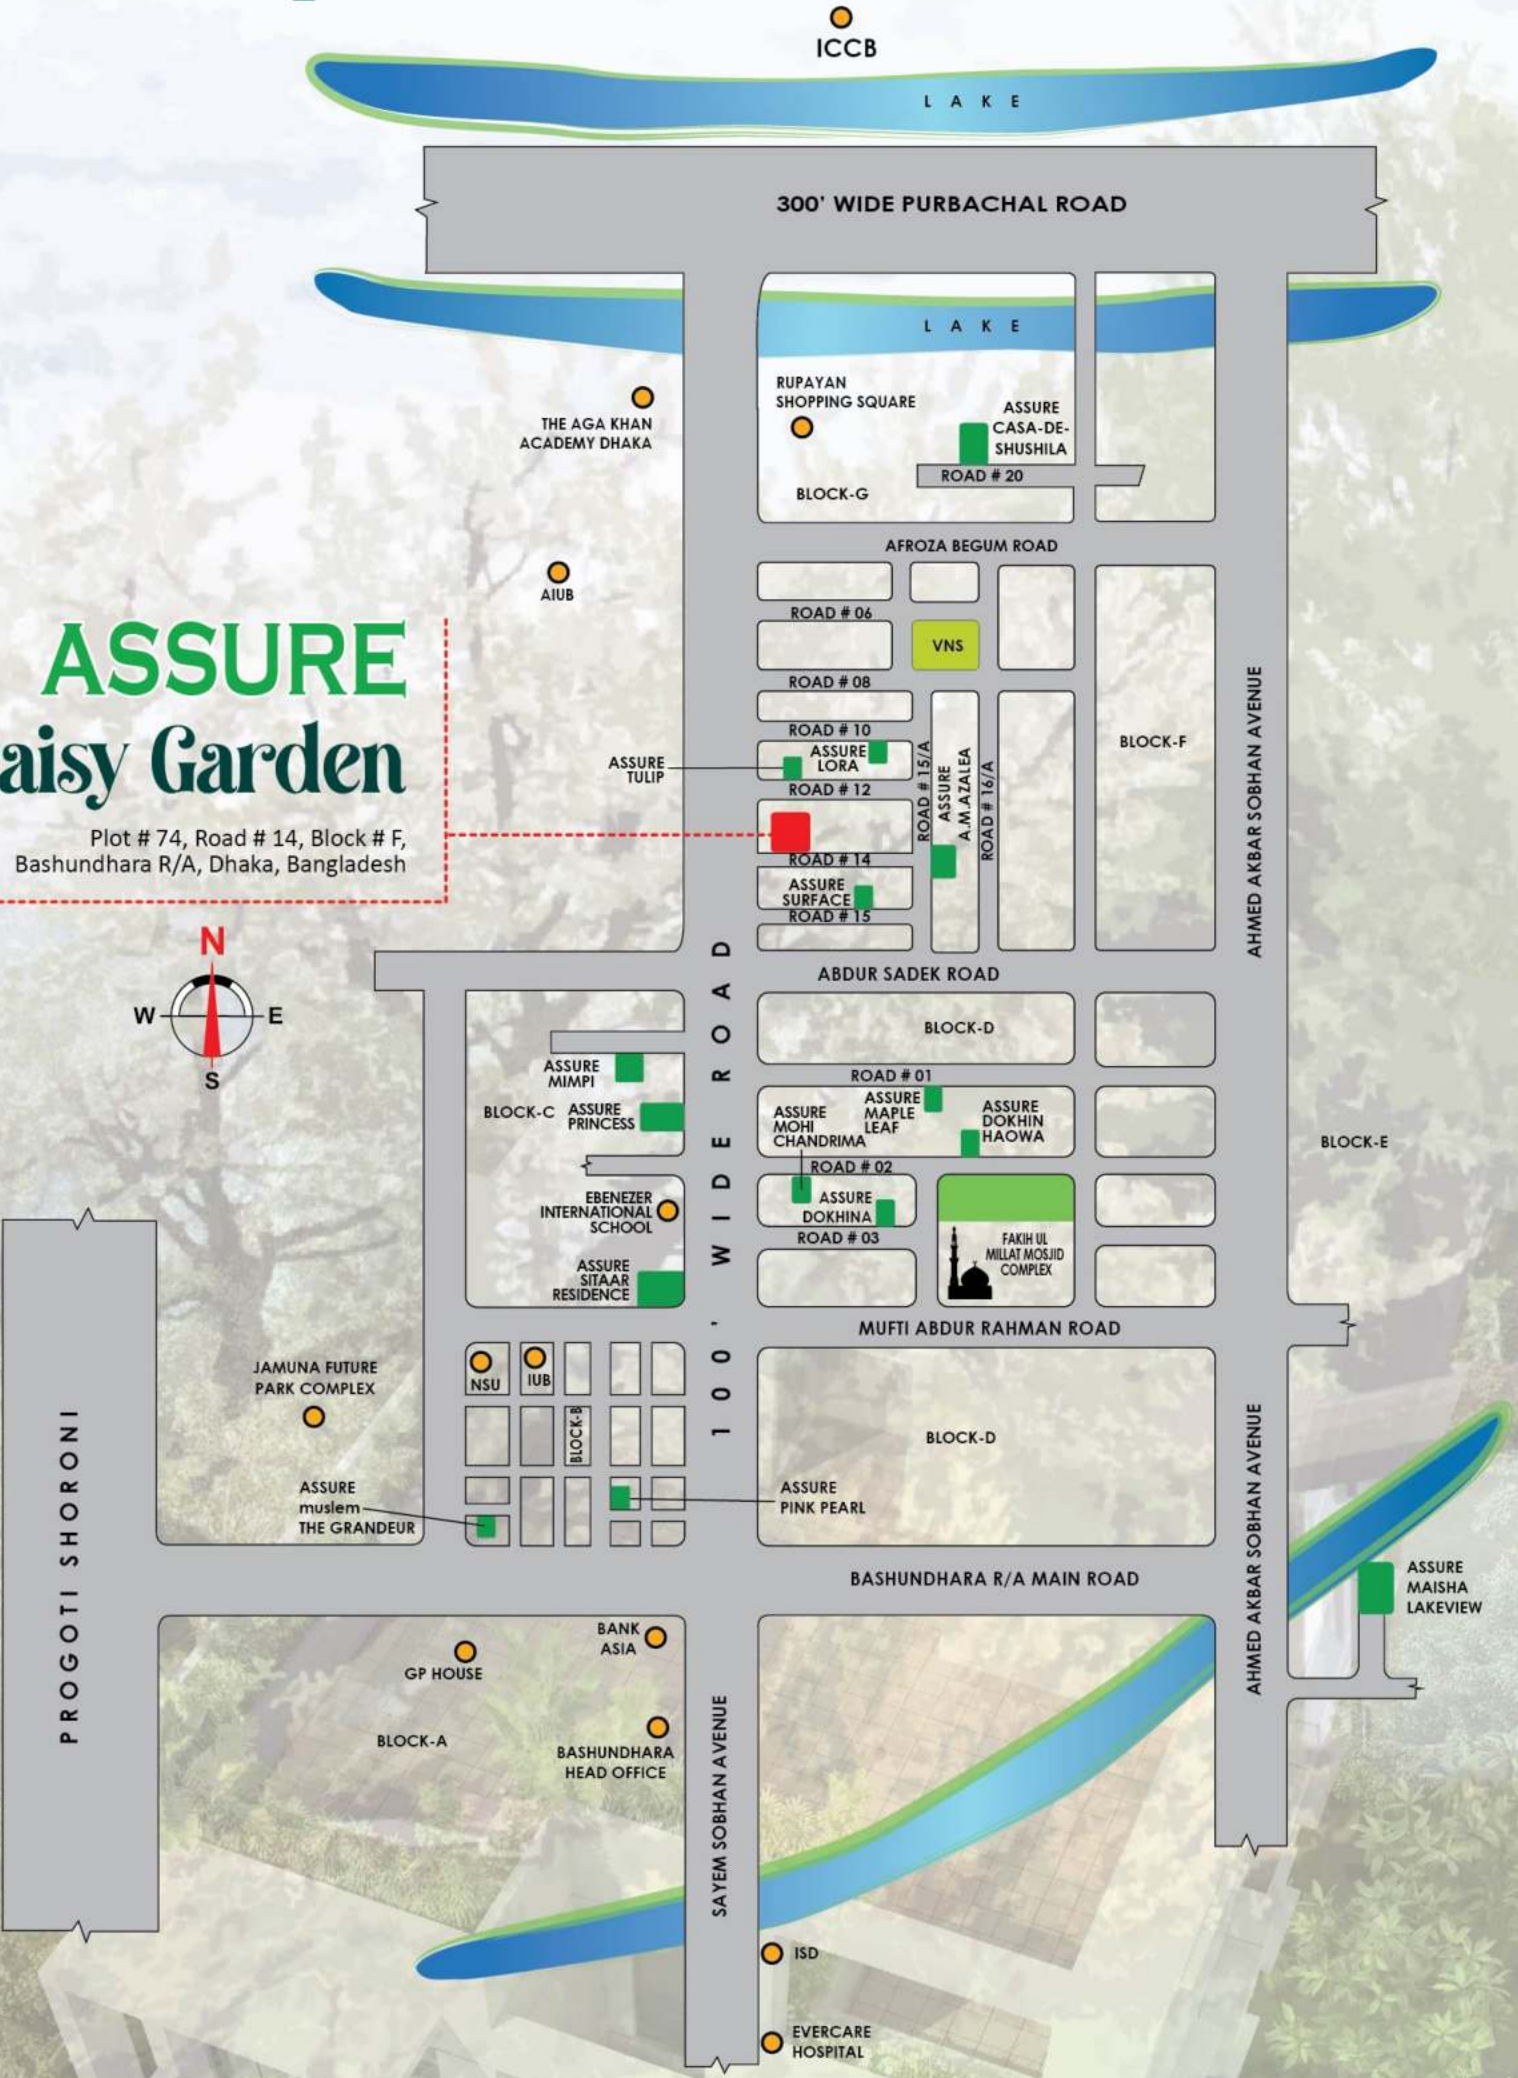 ICCB
L A K E
300' WIDE PURBACHAL ROAD
L A K E
RUPAYAN
SHOPPING SQUARE
THE AGA KHAN
ACADEMY DHAKA
ASSURE
CASA-DE-
SHUSHILA
ROAD # 20
BLOCK-G
AFROZA BEGUM ROAD
AIUB
ROAD # 06
VNS
ROAD # 08
ASSURE
aisy Garden
Plot # 74, Road # 14, Block # F,
Bashundhara R/A, Dhaka, Bangladesh
ROAD # 10
ASSURE
LORA
ASSURE
TULIP
ROAD # 12
ROAD # 15/A
ASSURE
A.M.AZALEA
ROAD # 16/A
BLOCK-F
AHMED AKBAR SOBHAN AVENUE
ROAD # 14
ASSURE
SURFACE
ROAD # 15
N
W
E
S
ABDUR SADEK ROAD
100' WIDE ROAD
BLOCK-D
ASSURE
MIMPI
ROAD # 01
BLOCK-C
ASSURE
PRINCESS
ASSURE
MOHI
CHANDRIMA
ASSURE
MAPLE
LEAF
ASSURE
DOKHIN
HAOWA
BLOCK-E
ROAD # 02
EBENEZER
INTERNATIONAL
SCHOOL
ASSURE
DOKHINA
ROAD # 03
FAKIH UL
MILLAT MOSJID
COMPLEX
ASSURE
SITAAR
RESIDENCE
MUFTI ABDUR RAHMAN ROAD
JAMUNA FUTURE
PARK COMPLEX
NSU
IUB
BLOCK-B
BLOCK-D
PROGOTI SHORONI
ASSURE
muslem
THE GRANDEUR
ASSURE
PINK PEARL
AHMED AKBAR SOBHAN AVENUE
BASHUNDHARA R/A MAIN ROAD
ASSURE
MAISHA
LAKEVIEW
BANK
ASIA
GP HOUSE
BLOCK-A
BASHUNDHARA
HEAD OFFICE
SAYEM SOBHAN AVENUE
ISD
EVERCARE
HOSPITAL